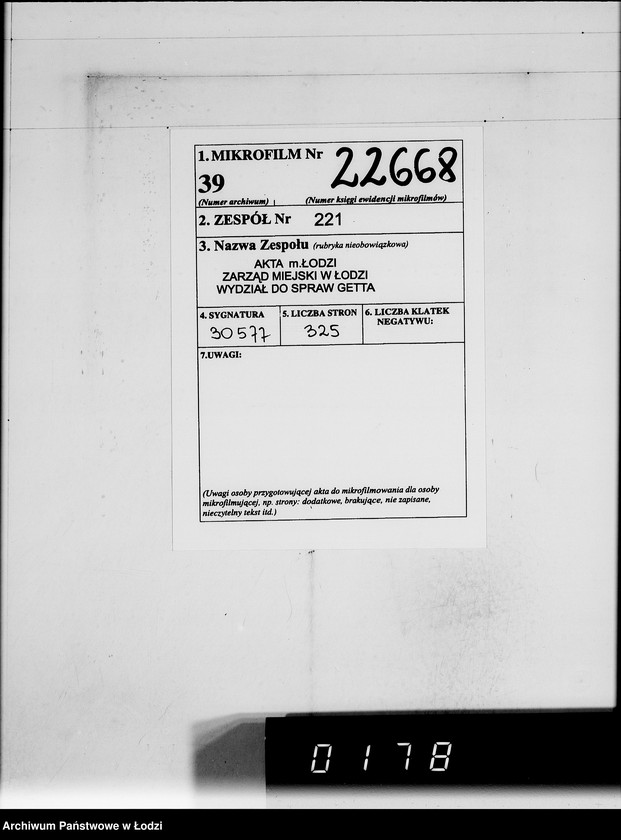 1. MIKROFILM Nr 22668
39
(Numer archiwum) (Numer księgi ewidencji mikrofilmów)
2. ZESPÓŁ Nr 221
3. Nazwa Zespołu (rubryka nieobowiązkowa)
AKTA m.ŁODZI
ZARZĄD MIEJSKI W ŁODZI
WYDZIAŁ DO SPRAW GETTA
4. SYGNATURA 5. LICZBA STRON 6. LICZBA KLATEK
NEGATYWU:
30577 325
7.UWAGI:
(Uwagi osoby przygotowującej akta do mikrofilmowania dla osoby
mikrofilmującej, np. strony: dodatkowe, brakujące, nie zapisane,
nieczytelny tekst itd.)
0178
Archiwum Państwowe w Łodzi